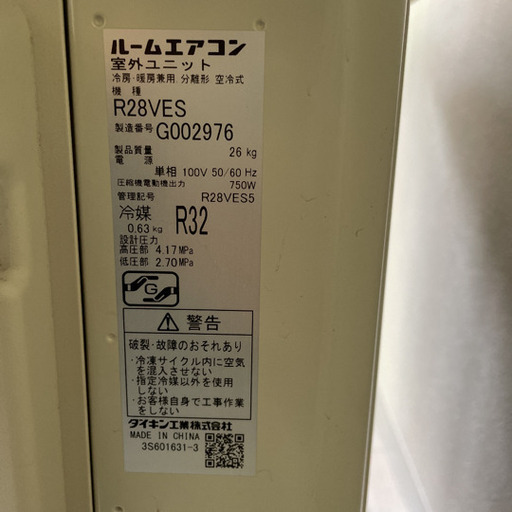 ルームエアコン
室外ユニット
冷房・暖房兼用 分離形 空冷式
機 種
R28VES
製造番号 G002976
製品質量 26 kg
電 源
単相 100V 50/60 Hz
圧縮機電動機出力 750W
管理記号 R28VES5
冷媒 R32
0.63 kg
設計圧力
高圧部 4.17 MPa
低圧部 2.70 MPa
G
警告
破裂・故障のおそれあり
・冷凍サイクル内に空気
を混入させない
・指定冷媒以外を使用
しない
・お客様自身で工事作業
をしない
ダイキン工業株式会社
MADE IN CHINA
3S601631-3